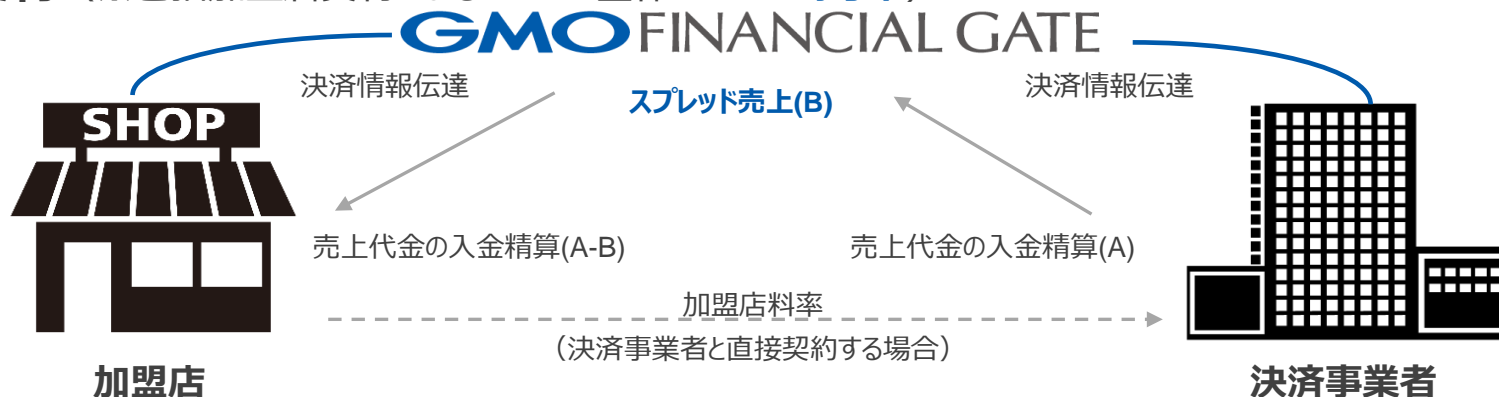 GMO FINANCIAL GATE
決済情報伝達
スプレッド売上(B)
決済情報伝達
SHOP
売上代金の入金精算(A-B)
売上代金の入金精算(A)
加盟店料率
（決済事業者と直接契約する場合）
加盟店
決済事業者